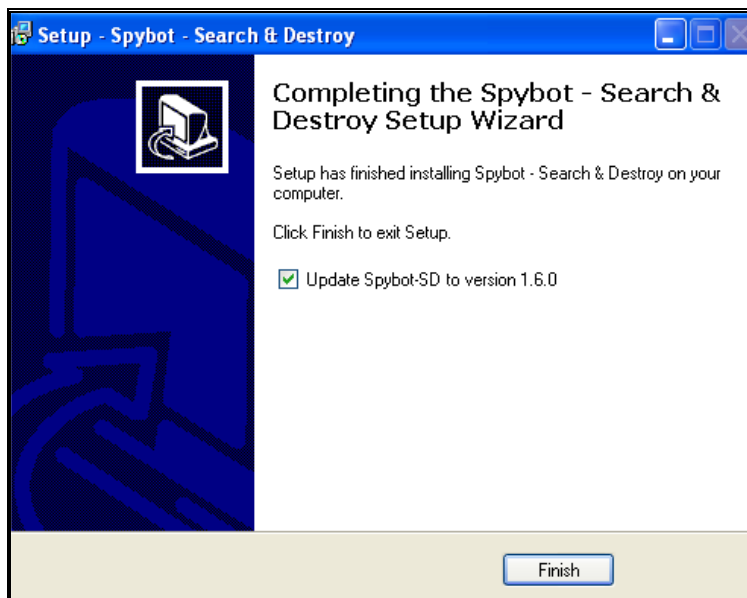 Setup - Spybot - Search & Destroy
Completing the Spybot - Search &
Destroy Setup Wizard
Setup has finished installing Spybot - Search & Destroy on your
computer.
Click Finish to exit Setup.
Update Spybot-SD to version 1.6.0
Finish